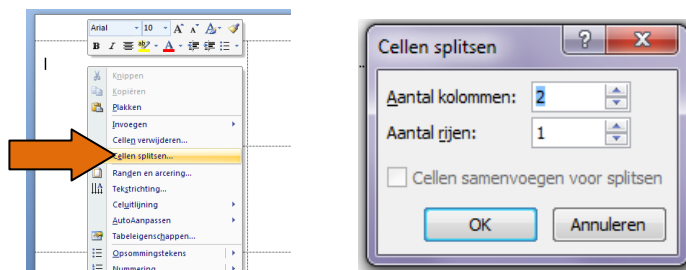 Arial 10 A A A
B I ab A
Knippen
Kopiëren
Plakken
Invoegen
Cellen verwijderen...
Cellen splitsen...
Randen en arcering...
Tekstrichting...
Celuitlijning
AutoAanpassen
Tabeleigenschappen...
Opsommingstekens
Nummering
Cellen splitsen
Aantal kolommen: 2
Aantal rijen: 1
Cellen samenvoegen voor splitsen
OK Annuleren